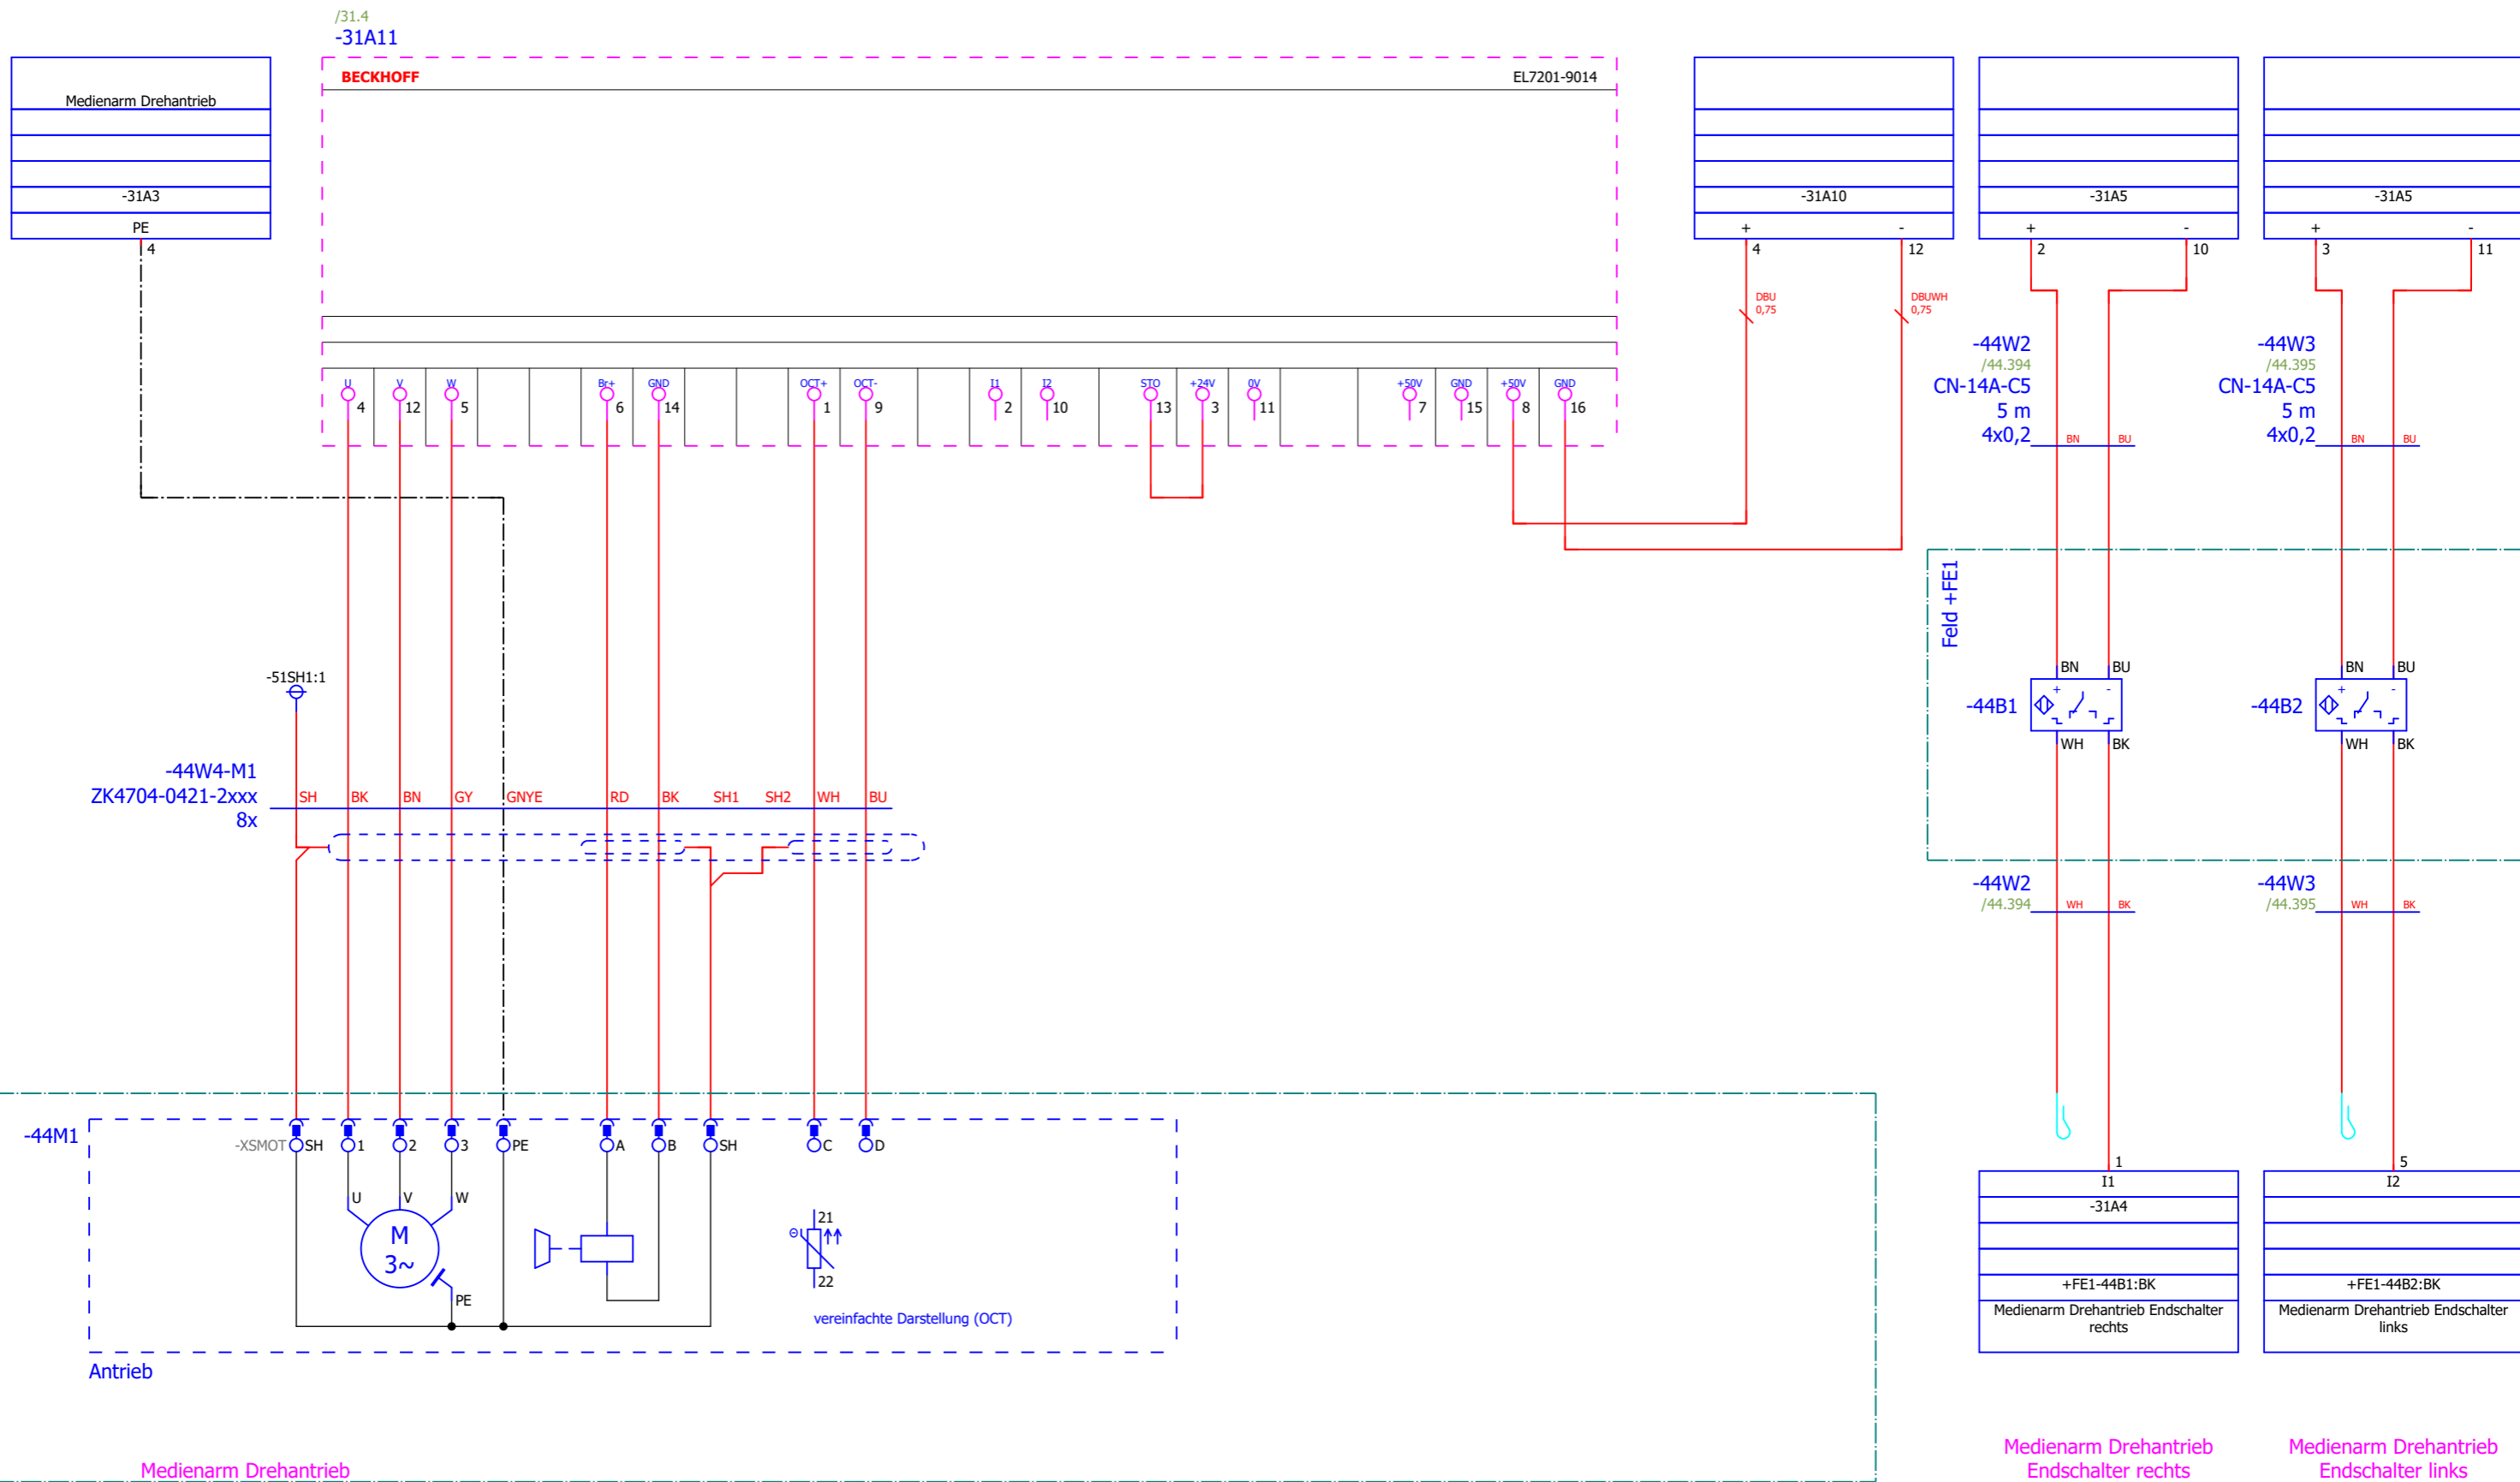 /31.4
-31A11
BECKHOFF
EL7201-9014
Medienarm Drehantrieb
-31A3
PE
4
-31A10
+ -
4 12
-31A5
+ -
2 10
-31A5
+ -
3 11
DBU
0,75
DBUWH
0,75
U V W Br+ GND OCT+ OCT- I1 I2 STO +24V 0V +50V GND +50V GND
4 12 5 6 14 1 9 2 10 13 3 11 7 15 8 16
-44W2
/44.394
CN-14A-C5
5 m
4x0,2
BN BU
-44W3
/44.395
CN-14A-C5
5 m
4x0,2
BN BU
Feld +FE1
BN BU
+ -
-44B1
WH BK
BN BU
+ -
-44B2
WH BK
-51SH1:1
-44W4-M1
ZK4704-0421-2xxx
8x
SH BK BN GY GNYE RD BK SH1 SH2 WH BU
-44W2
/44.394
WH BK
-44W3
/44.395
WH BK
-44M1
-XSMOT SH 1 2 3 PE A B SH C D
U V W
M
3~
PE
21
22
vereinfachte Darstellung (OCT)
Antrieb
1
I1
-31A4
+FE1-44B1:BK
Medienarm Drehantrieb Endschalter
rechts
5
I2
+FE1-44B2:BK
Medienarm Drehantrieb Endschalter
links
Medienarm Drehantrieb
Medienarm Drehantrieb
Endschalter rechts
Medienarm Drehantrieb
Endschalter links